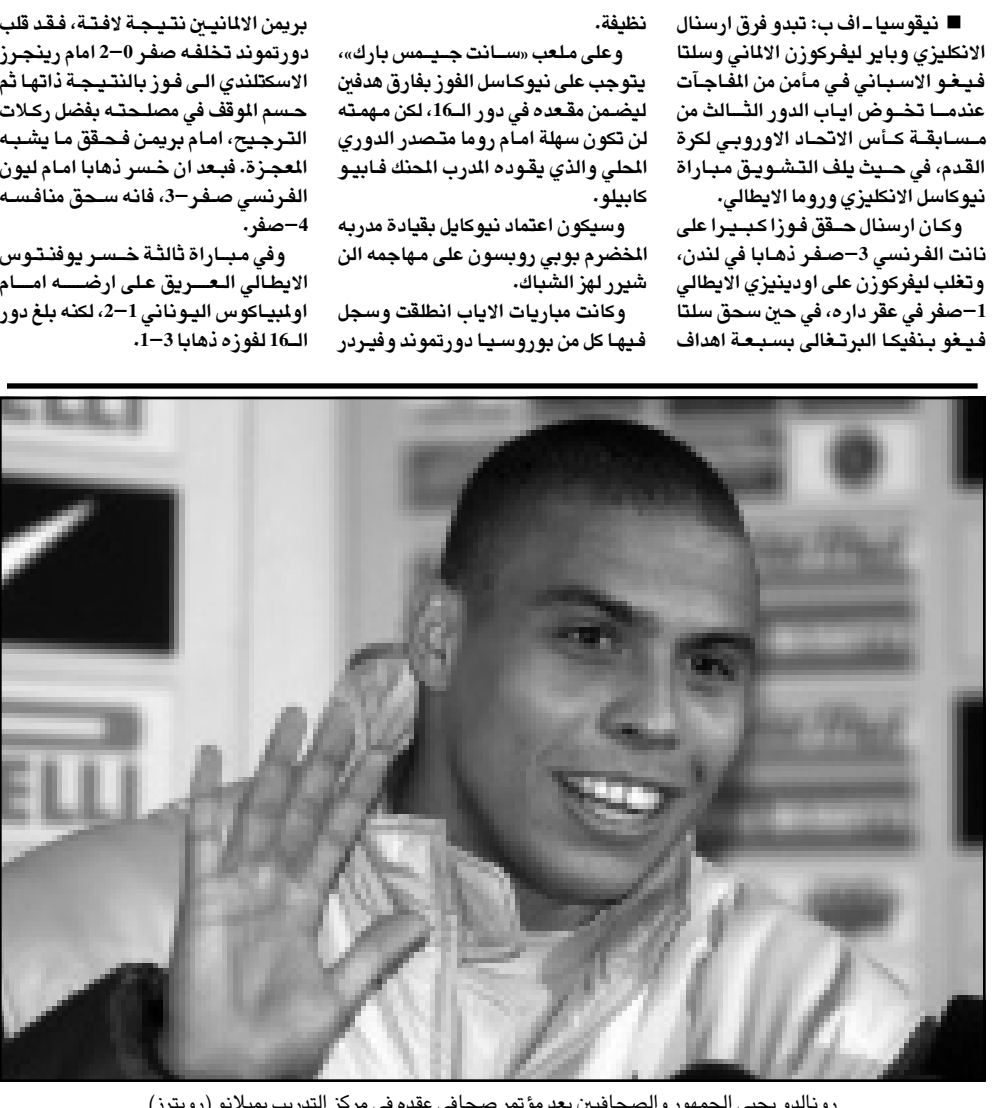 ■ نيقوسيا ـ اف ب: تبدو فرق ارسنال
الانكليزي وباير ليفركوزن الالماني وسلتا
فيغو الاسباني في مأمن من المفاجآت
عندما تخوض اياب الدور الثالث من
مسابقة كأس الاتحاد الاوروبي لكرة
القدم، في حيث يلف التشويق مباراة
نيوكاسل الانكليزي وروما الايطالي.
وكان ارسنال حقق فوزا كبيرا على
نانت الفرنسي 3–صفر ذهابا في لندن،
وتغلب ليفركوزن على اودينيزي الايطالي
1–صفر في عقر داره، في حين سحق سلتا
فيغو بنفيكا البرتغالى بسبعة اهداف
نظيفة.
وعلى ملعب «سانت جيمس بارك»،
يتوجب على نيوكاسل الفوز بفارق هدفين
ليضمن مقعده في دور الـ16، لكن مهمته
لن تكون سهلة امام روما متصدر الدوري
المحلي والذي يقوده المدرب المحنك فابيو
كابيلو.
وسيكون اعتماد نيوكايل بقيادة مدربه
المخضرم بوبي روبسون على مهاجمه الن
شيرر لهز الشباك.
وكانت مباريات الاياب انطلقت وسجل
فيها كل من بوروسيا دورتموند وفيردر
بريمن الالمانيين نتيجة لافتة، فقد قلب
دورتموند تخلفه صفر 0–2 امام رينجرز
الاسكتلندي الى فوز بالنتيجة ذاتها ثم
حسم الموقف في مصلحته بفضل ركلات
الترجيح، امام بريمن فحقق ما يشبه
المعجزة. فبعد ان خسر ذهابا امام ليون
الفرنسي صفر–3، فانه سحق منافسه
4–صفر.
وفي مباراة ثالثة خسر يوفنتوس
الايطالي العريق على ارضه امام
اولمبياكوس اليوناني 1–2، لكنه بلغ دور
الـ16 لفوزه ذهابا 3–1.
ELLI
ELLI
رونالدو يحيي الجمهور والصحافيين بعد مؤتمر صحافي عقده في مركز التدريب بميلانو (رويترز)